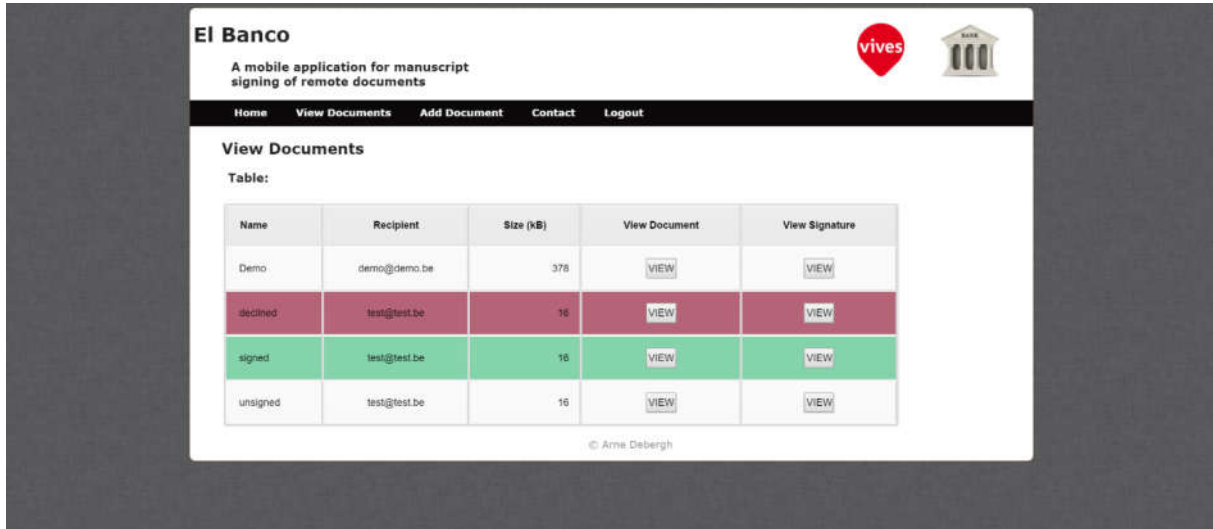 El Banco
A mobile application for manuscript
signing of remote documents
vives
BANK
Home View Documents Add Document Contact Logout
View Documents
Table:
Name Recipient Size (kB) View Document View Signature
Demo demo@demo.be 378 VIEW VIEW
declined test@test.be 16 VIEW VIEW
signed test@test.be 16 VIEW VIEW
unsigned test@test.be 16 VIEW VIEW
© Arne Debergh